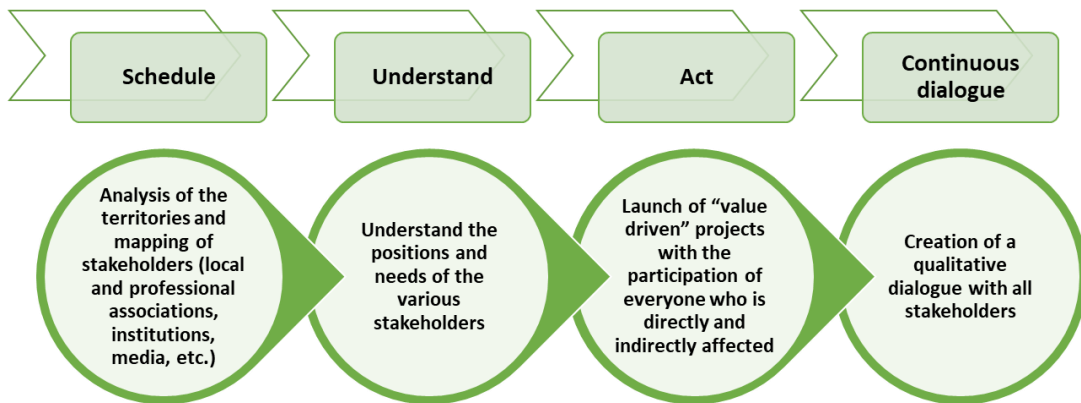 Schedule
Understand
Act
Continuous
dialogue
Analysis of the
territories and
mapping of
stakeholders (local
and professional
associations,
institutions,
media, etc.)
Understand the
positions and
needs of the
various
stakeholders
Launch of “value
driven” projects
with the
participation of
everyone who is
directly and
indirectly affected
Creation of a
qualitative
dialogue with all
stakeholders